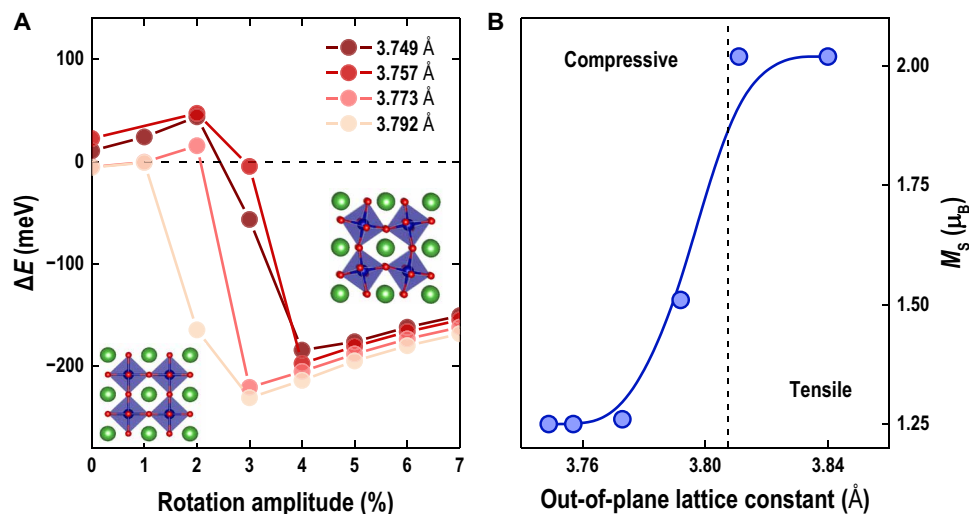 A
3.749 Å
3.757 Å
3.773 Å
3.792 Å
100
0
−100
−200
ΔE (meV)
0 1 2 3 4 5 6 7
Rotation amplitude (%)
B
Compressive
Tensile
2.00
1.75
1.50
1.25
M_S (μ_B)
3.76 3.80 3.84
Out-of-plane lattice constant (Å)